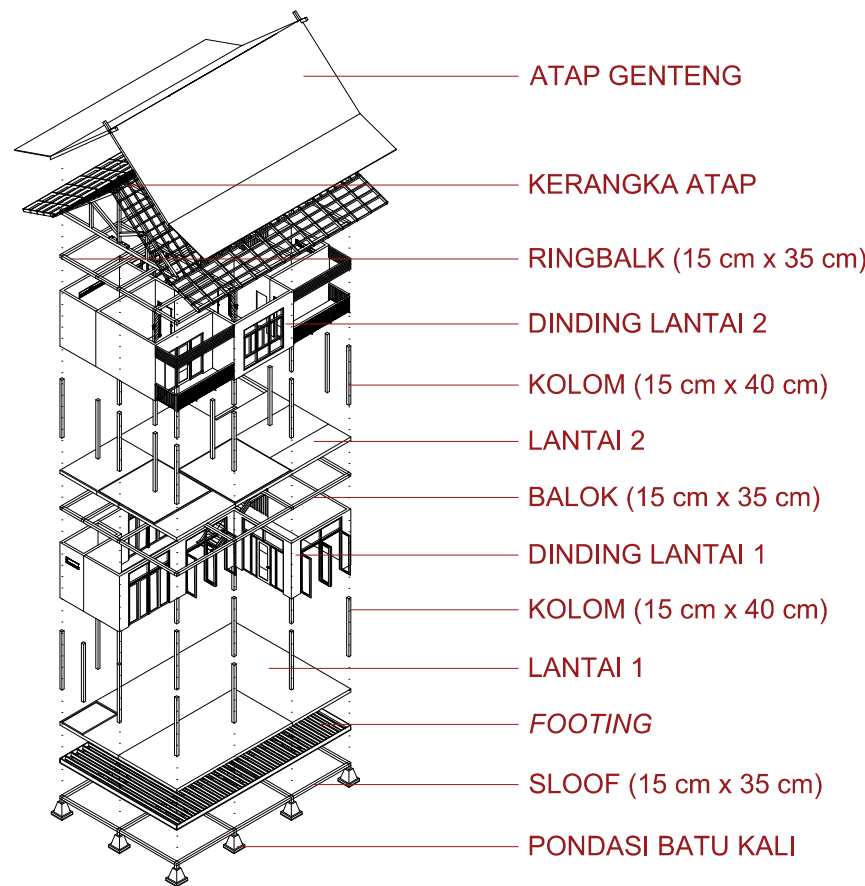 ATAP GENTENG
KERANGKA ATAP
RINGBALK (15 cm x 35 cm)
DINDING LANTAI 2
KOLOM (15 cm x 40 cm)
LANTAI 2
BALOK (15 cm x 35 cm)
DINDING LANTAI 1
KOLOM (15 cm x 40 cm)
LANTAI 1
FOOTING
SLOOF (15 cm x 35 cm)
PONDASI BATU KALI